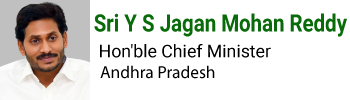 Sri Y S Jagan Mohan Reddy
Hon'ble Chief Minister
Andhra Pradesh